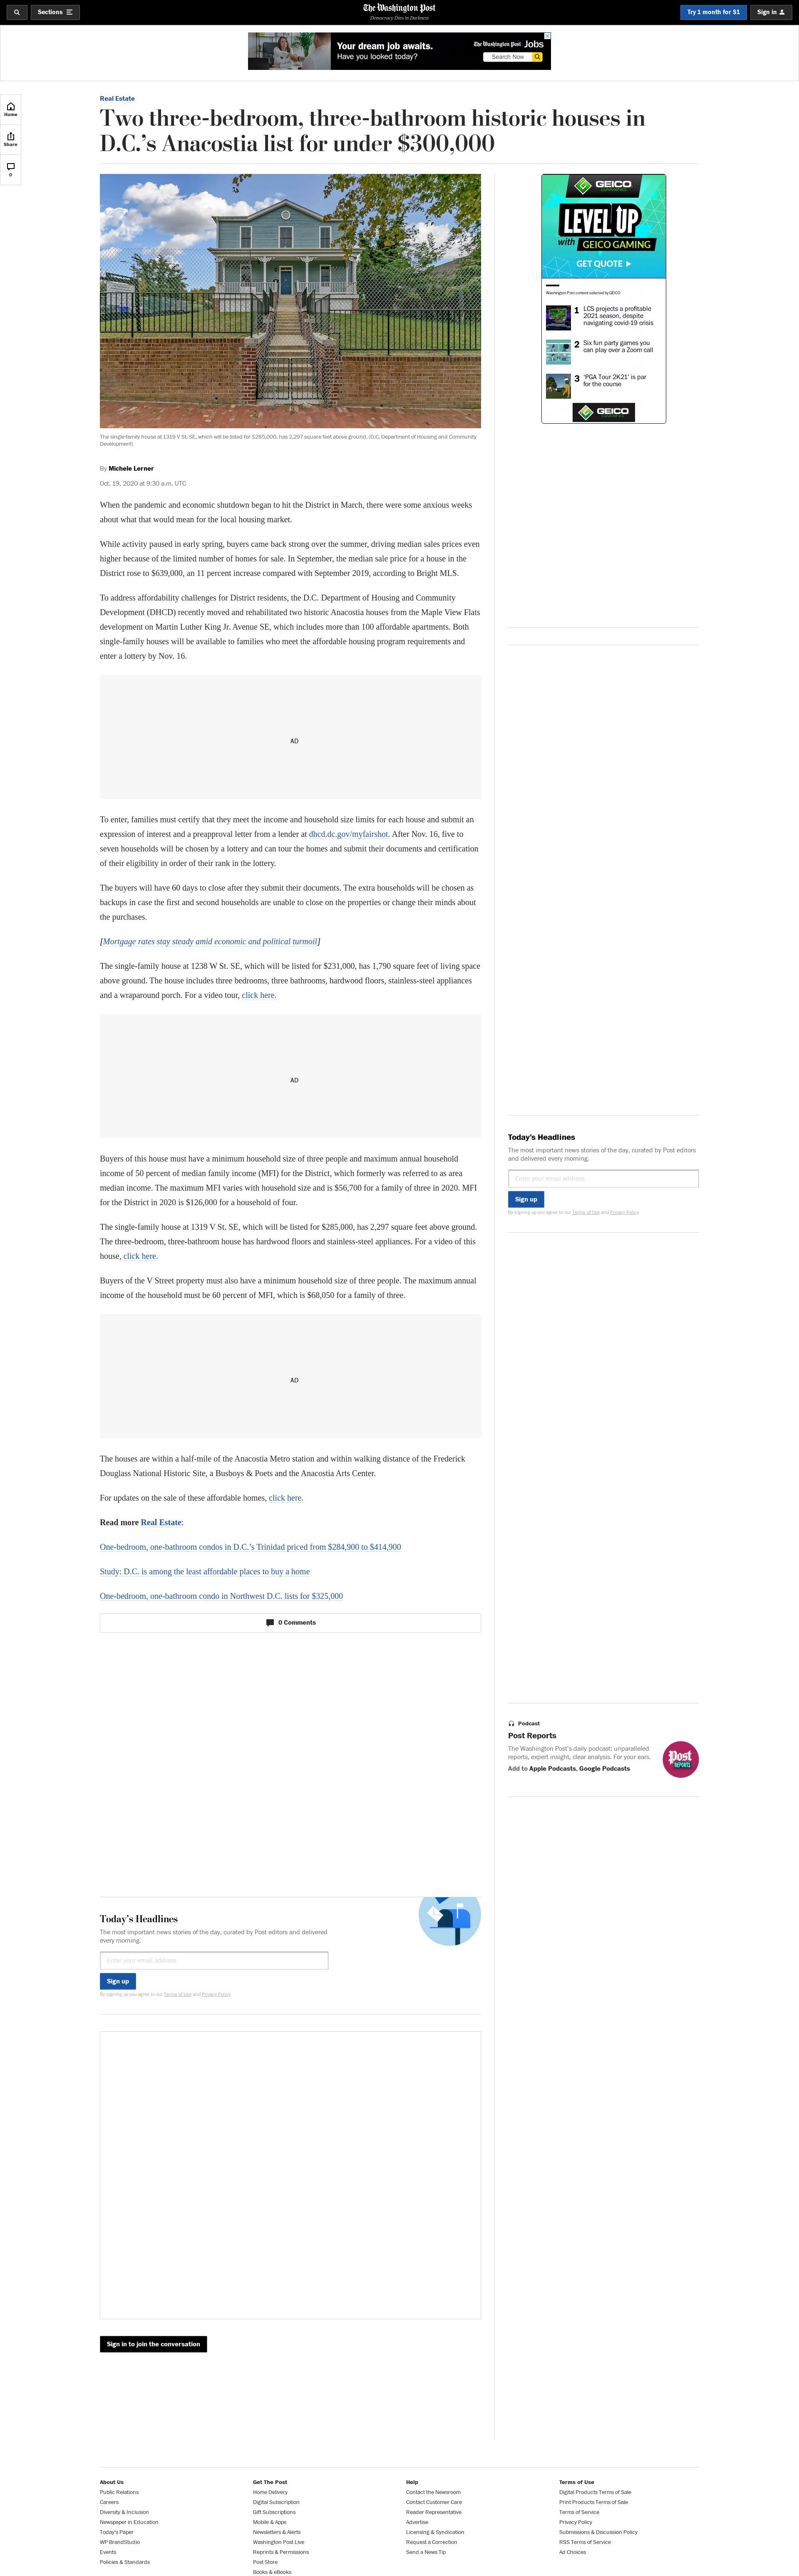 Sections
The Washington Post
Democracy Dies in Darkness
Try 1 month for $1
Sign in
Your dream job awaits.
Have you looked today?
The Washington Post Jobs
Search Now
Home
Share
0
Real Estate
Two three-bedroom, three-bathroom historic houses in
D.C.’s Anacostia list for under $300,000
The single-family house at 1319 V St. SE, which will be listed for $285,000, has 2,297 square feet above ground. (D.C. Department of Housing and Community
Development)
By Michele Lerner
Oct. 19, 2020 at 9:30 a.m. UTC
When the pandemic and economic shutdown began to hit the District in March, there were some anxious weeks
about what that would mean for the local housing market.
While activity paused in early spring, buyers came back strong over the summer, driving median sales prices even
higher because of the limited number of homes for sale. In September, the median sale price for a house in the
District rose to $639,000, an 11 percent increase compared with September 2019, according to Bright MLS.
To address affordability challenges for District residents, the D.C. Department of Housing and Community
Development (DHCD) recently moved and rehabilitated two historic Anacostia houses from the Maple View Flats
development on Martin Luther King Jr. Avenue SE, which includes more than 100 affordable apartments. Both
single-family houses will be available to families who meet the affordable housing program requirements and
enter a lottery by Nov. 16.
AD
To enter, families must certify that they meet the income and household size limits for each house and submit an
expression of interest and a preapproval letter from a lender at dhcd.dc.gov/myfairshot. After Nov. 16, five to
seven households will be chosen by a lottery and can tour the homes and submit their documents and certification
of their eligibility in order of their rank in the lottery.
The buyers will have 60 days to close after they submit their documents. The extra households will be chosen as
backups in case the first and second households are unable to close on the properties or change their minds about
the purchases.
[Mortgage rates stay steady amid economic and political turmoil]
The single-family house at 1238 W St. SE, which will be listed for $231,000, has 1,790 square feet of living space
above ground. The house includes three bedrooms, three bathrooms, hardwood floors, stainless-steel appliances
and a wraparound porch. For a video tour, click here.
AD
Buyers of this house must have a minimum household size of three people and maximum annual household
income of 50 percent of median family income (MFI) for the District, which formerly was referred to as area
median income. The maximum MFI varies with household size and is $56,700 for a family of three in 2020. MFI
for the District in 2020 is $126,000 for a household of four.
The single-family house at 1319 V St. SE, which will be listed for $285,000, has 2,297 square feet above ground.
The three-bedroom, three-bathroom house has hardwood floors and stainless-steel appliances. For a video of this
house, click here.
Buyers of the V Street property must also have a minimum household size of three people. The maximum annual
income of the household must be 60 percent of MFI, which is $68,050 for a family of three.
AD
The houses are within a half-mile of the Anacostia Metro station and within walking distance of the Frederick
Douglass National Historic Site, a Busboys & Poets and the Anacostia Arts Center.
For updates on the sale of these affordable homes, click here.
Read more Real Estate:
One-bedroom, one-bathroom condos in D.C.’s Trinidad priced from $284,900 to $414,900
Study: D.C. is among the least affordable places to buy a home
One-bedroom, one-bathroom condo in Northwest D.C. lists for $325,000
0 Comments
GEICO
GAMING
LEVEL UP
with GEICO GAMING
GET QUOTE
Washington Post content selected by GEICO
1 LCS projects a profitable
2021 season, despite
navigating covid-19 crisis
2 Six fun party games you
can play over a Zoom call
3 ‘PGA Tour 2K21’ is par
for the course
GEICO
GAMING
Today’s Headlines
The most important news stories of the day, curated by Post editors
and delivered every morning.
Enter your email address
Sign up
By signing up you agree to our Terms of Use and Privacy Policy
Podcast
Post Reports
The Washington Post’s daily podcast: unparalleled
reports, expert insight, clear analysis. For your ears.
Add to Apple Podcasts, Google Podcasts
Post
REPORTS
Today’s Headlines
The most important news stories of the day, curated by Post editors and delivered
every morning.
Enter your email address
Sign up
By signing up you agree to our Terms of Use and Privacy Policy
Sign in to join the conversation
About Us
Public Relations
Careers
Diversity & Inclusion
Newspaper in Education
Today's Paper
WP BrandStudio
Events
Policies & Standards
Get The Post
Home Delivery
Digital Subscription
Gift Subscriptions
Mobile & Apps
Newsletters & Alerts
Washington Post Live
Reprints & Permissions
Post Store
Books & eBooks
Help
Contact the Newsroom
Contact Customer Care
Reader Representative
Advertise
Licensing & Syndication
Request a Correction
Send a News Tip
Terms of Use
Digital Products Terms of Sale
Print Products Terms of Sale
Terms of Service
Privacy Policy
Submissions & Discussion Policy
RSS Terms of Service
Ad Choices